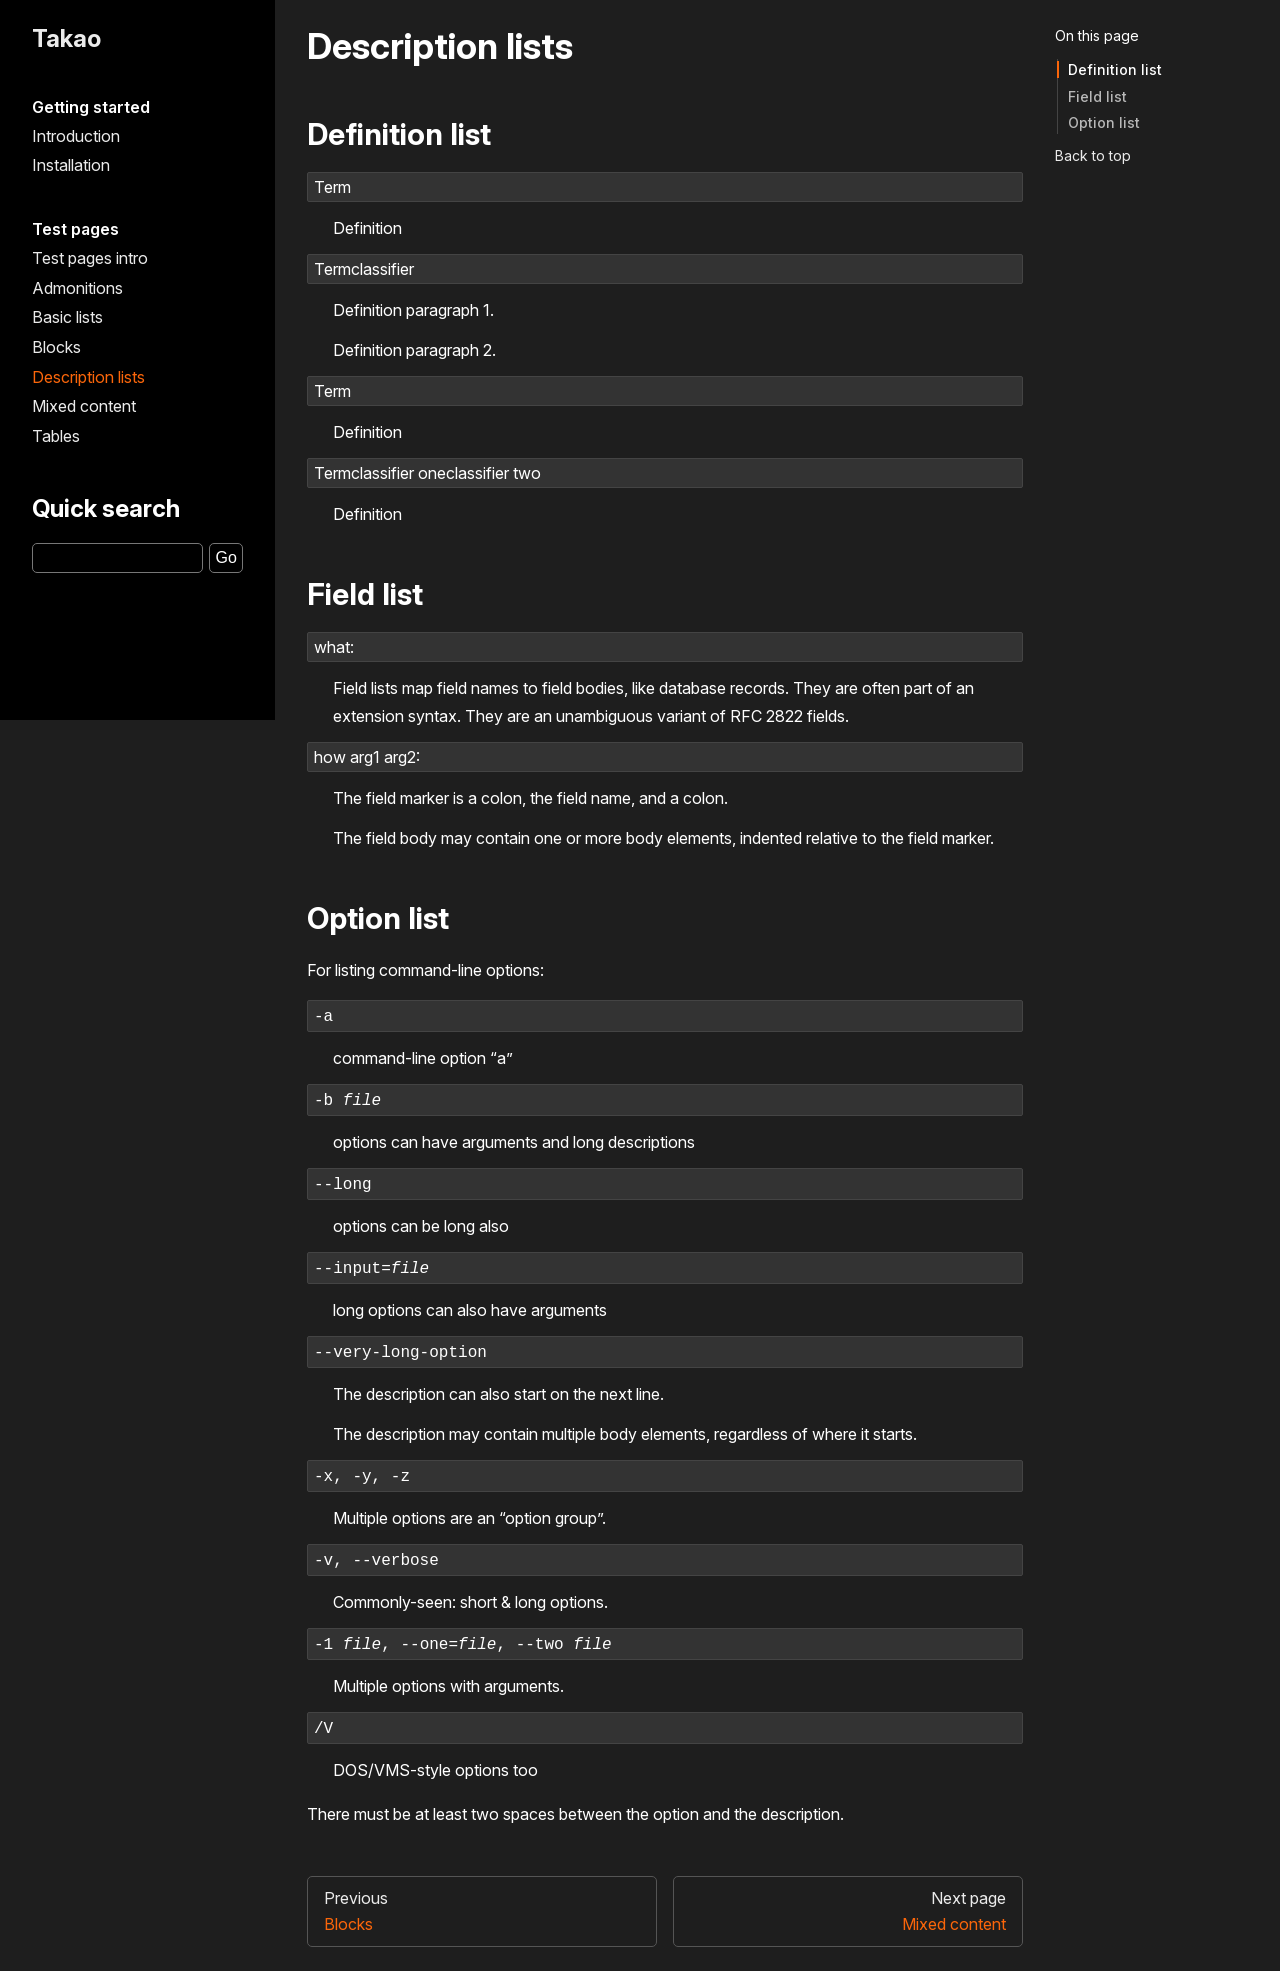 Takao
Getting started
Introduction
Installation
Test pages
Test pages intro
Admonitions
Basic lists
Blocks
Description lists
Mixed content
Tables
Quick search
Go
Description lists
Definition list
Term
Definition
Termclassifier
Definition paragraph 1.
Definition paragraph 2.
Term
Definition
Termclassifier oneclassifier two
Definition
Field list
what:
Field lists map field names to field bodies, like database records. They are often part of an
extension syntax. They are an unambiguous variant of RFC 2822 fields.
how arg1 arg2:
The field marker is a colon, the field name, and a colon.
The field body may contain one or more body elements, indented relative to the field marker.
Option list
For listing command-line options:
-a
command-line option “a”
-b file
options can have arguments and long descriptions
--long
options can be long also
--input=file
long options can also have arguments
--very-long-option
The description can also start on the next line.
The description may contain multiple body elements, regardless of where it starts.
-x, -y, -z
Multiple options are an “option group”.
-v, --verbose
Commonly-seen: short & long options.
-1 file, --one=file, --two file
Multiple options with arguments.
/V
DOS/VMS-style options too
There must be at least two spaces between the option and the description.
Previous
Blocks
Next page
Mixed content
On this page
Definition list
Field list
Option list
Back to top